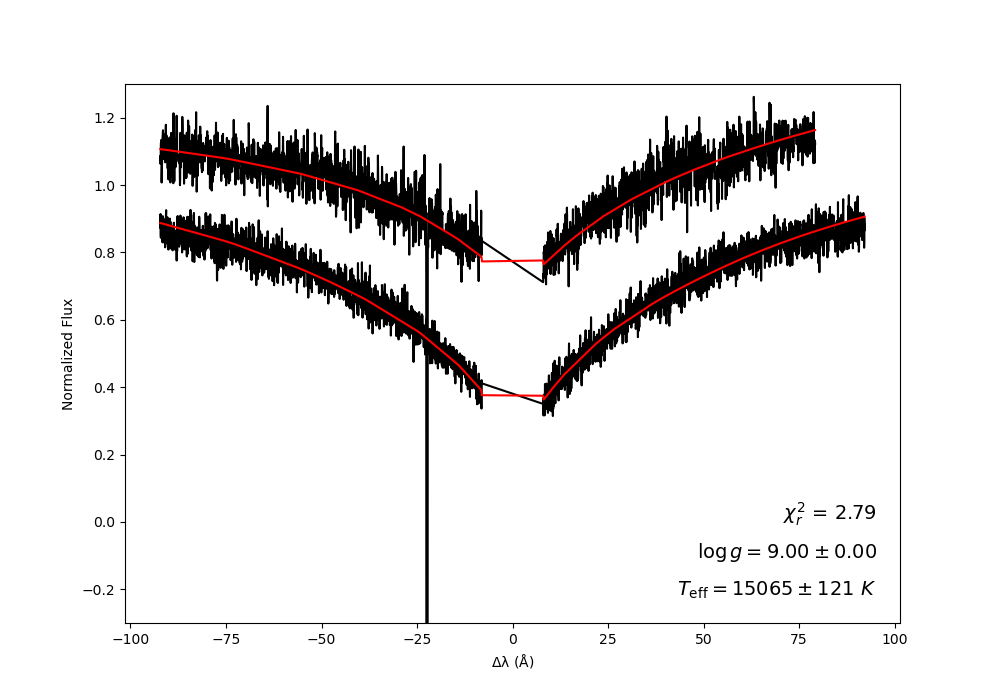 1.2
1.0
0.8
0.6
0.4
0.2
0.0
−0.2
Normalized Flux
χ²ᵣ = 2.79
log g = 9.00 ± 0.00
T_eff = 15065 ± 121 K
−100 −75 −50 −25 0 25 50 75 100
Δλ (Å)